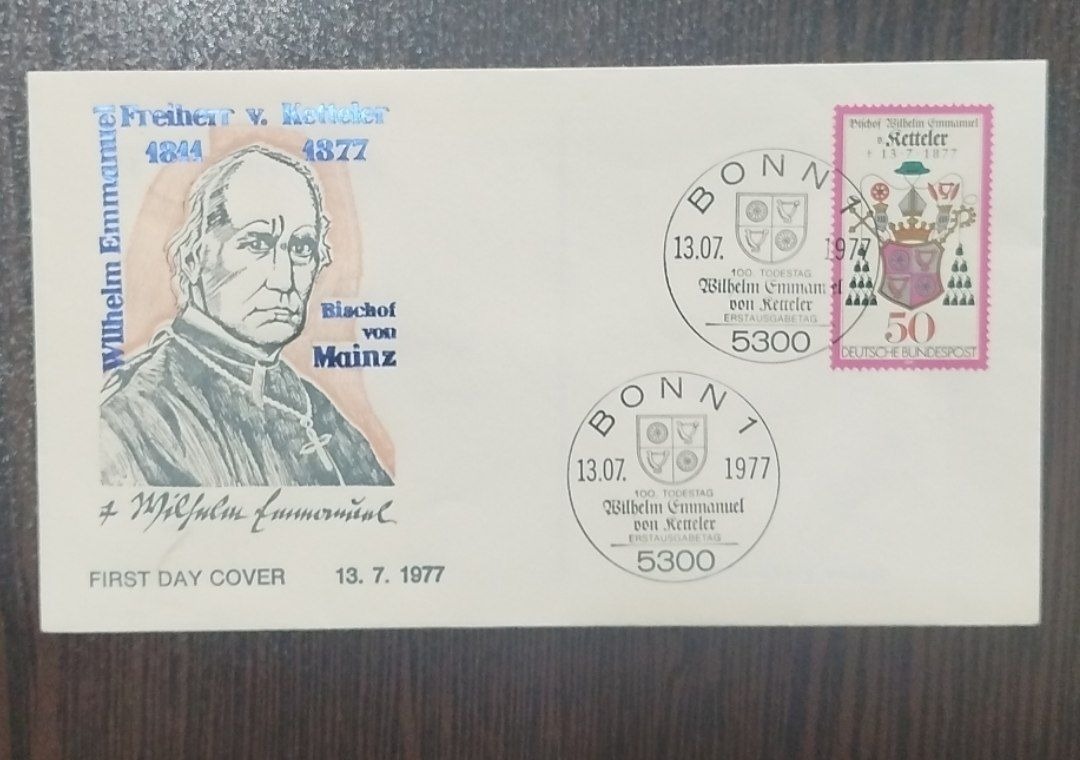 Wilhelm Emmanuel
Freiherr v. Ketteler
1811 1877
Bischof
von
Mainz
+ Wilhelm Emmanuel
FIRST DAY COVER 13. 7. 1977
Bischof Wilhelm Emmanuel
v. Ketteler
† 13·7·1877
50
DEUTSCHE BUNDESPOST
BONN 1
13.07. 1977
100. TODESTAG
Wilhelm Emmanuel
von Ketteler
ERSTAUSGABETAG
5300
BONN 1
13.07. 1977
100. TODESTAG
Wilhelm Emmanuel
von Ketteler
ERSTAUSGABETAG
5300